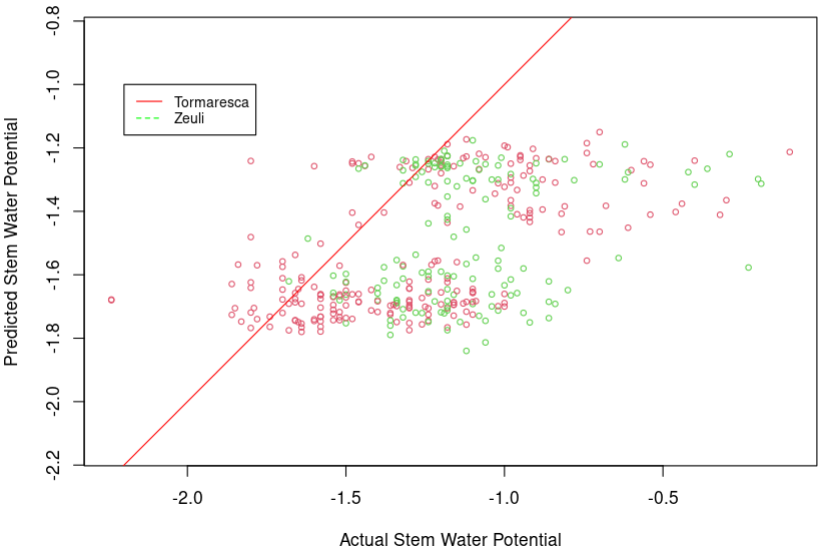 Predicted Stem Water Potential
-0.8
-1.0
-1.2
-1.4
-1.6
-1.8
-2.0
-2.2
Tormaresca
Zeuli
-2.0 -1.5 -1.0 -0.5
Actual Stem Water Potential